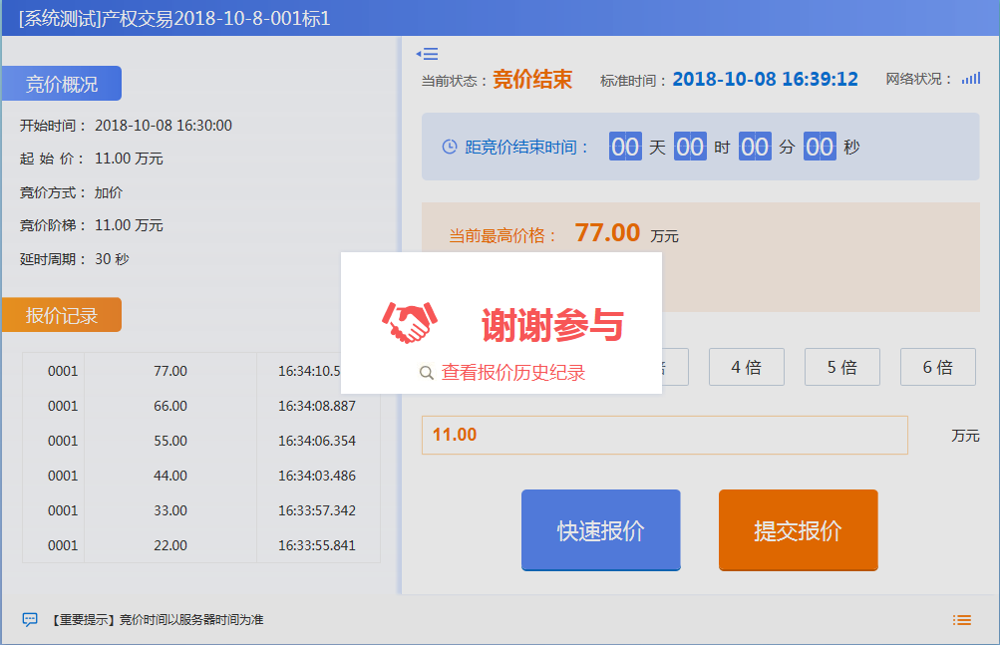 [系统测试]产权交易2018-10-8-001标1
竞价概况
开始时间： 2018-10-08 16:30:00
起 始 价： 11.00 万元
竞价方式： 加价
竞价阶梯： 11.00 万元
延时周期： 30 秒
报价记录
0001 77.00 16:34:10.5
0001 66.00 16:34:08.887
0001 55.00 16:34:06.354
0001 44.00 16:34:03.486
0001 33.00 16:33:57.342
0001 22.00 16:33:55.841
当前状态： 竞价结束 标准时间： 2018-10-08 16:39:12 网络状况：
距竞价结束时间： 00 天 00 时 00 分 00 秒
当前最高价格： 77.00 万元
谢谢参与
查看报价历史纪录
4 倍 5 倍 6 倍
11.00 万元
快速报价 提交报价
【重要提示】竞价时间以服务器时间为准